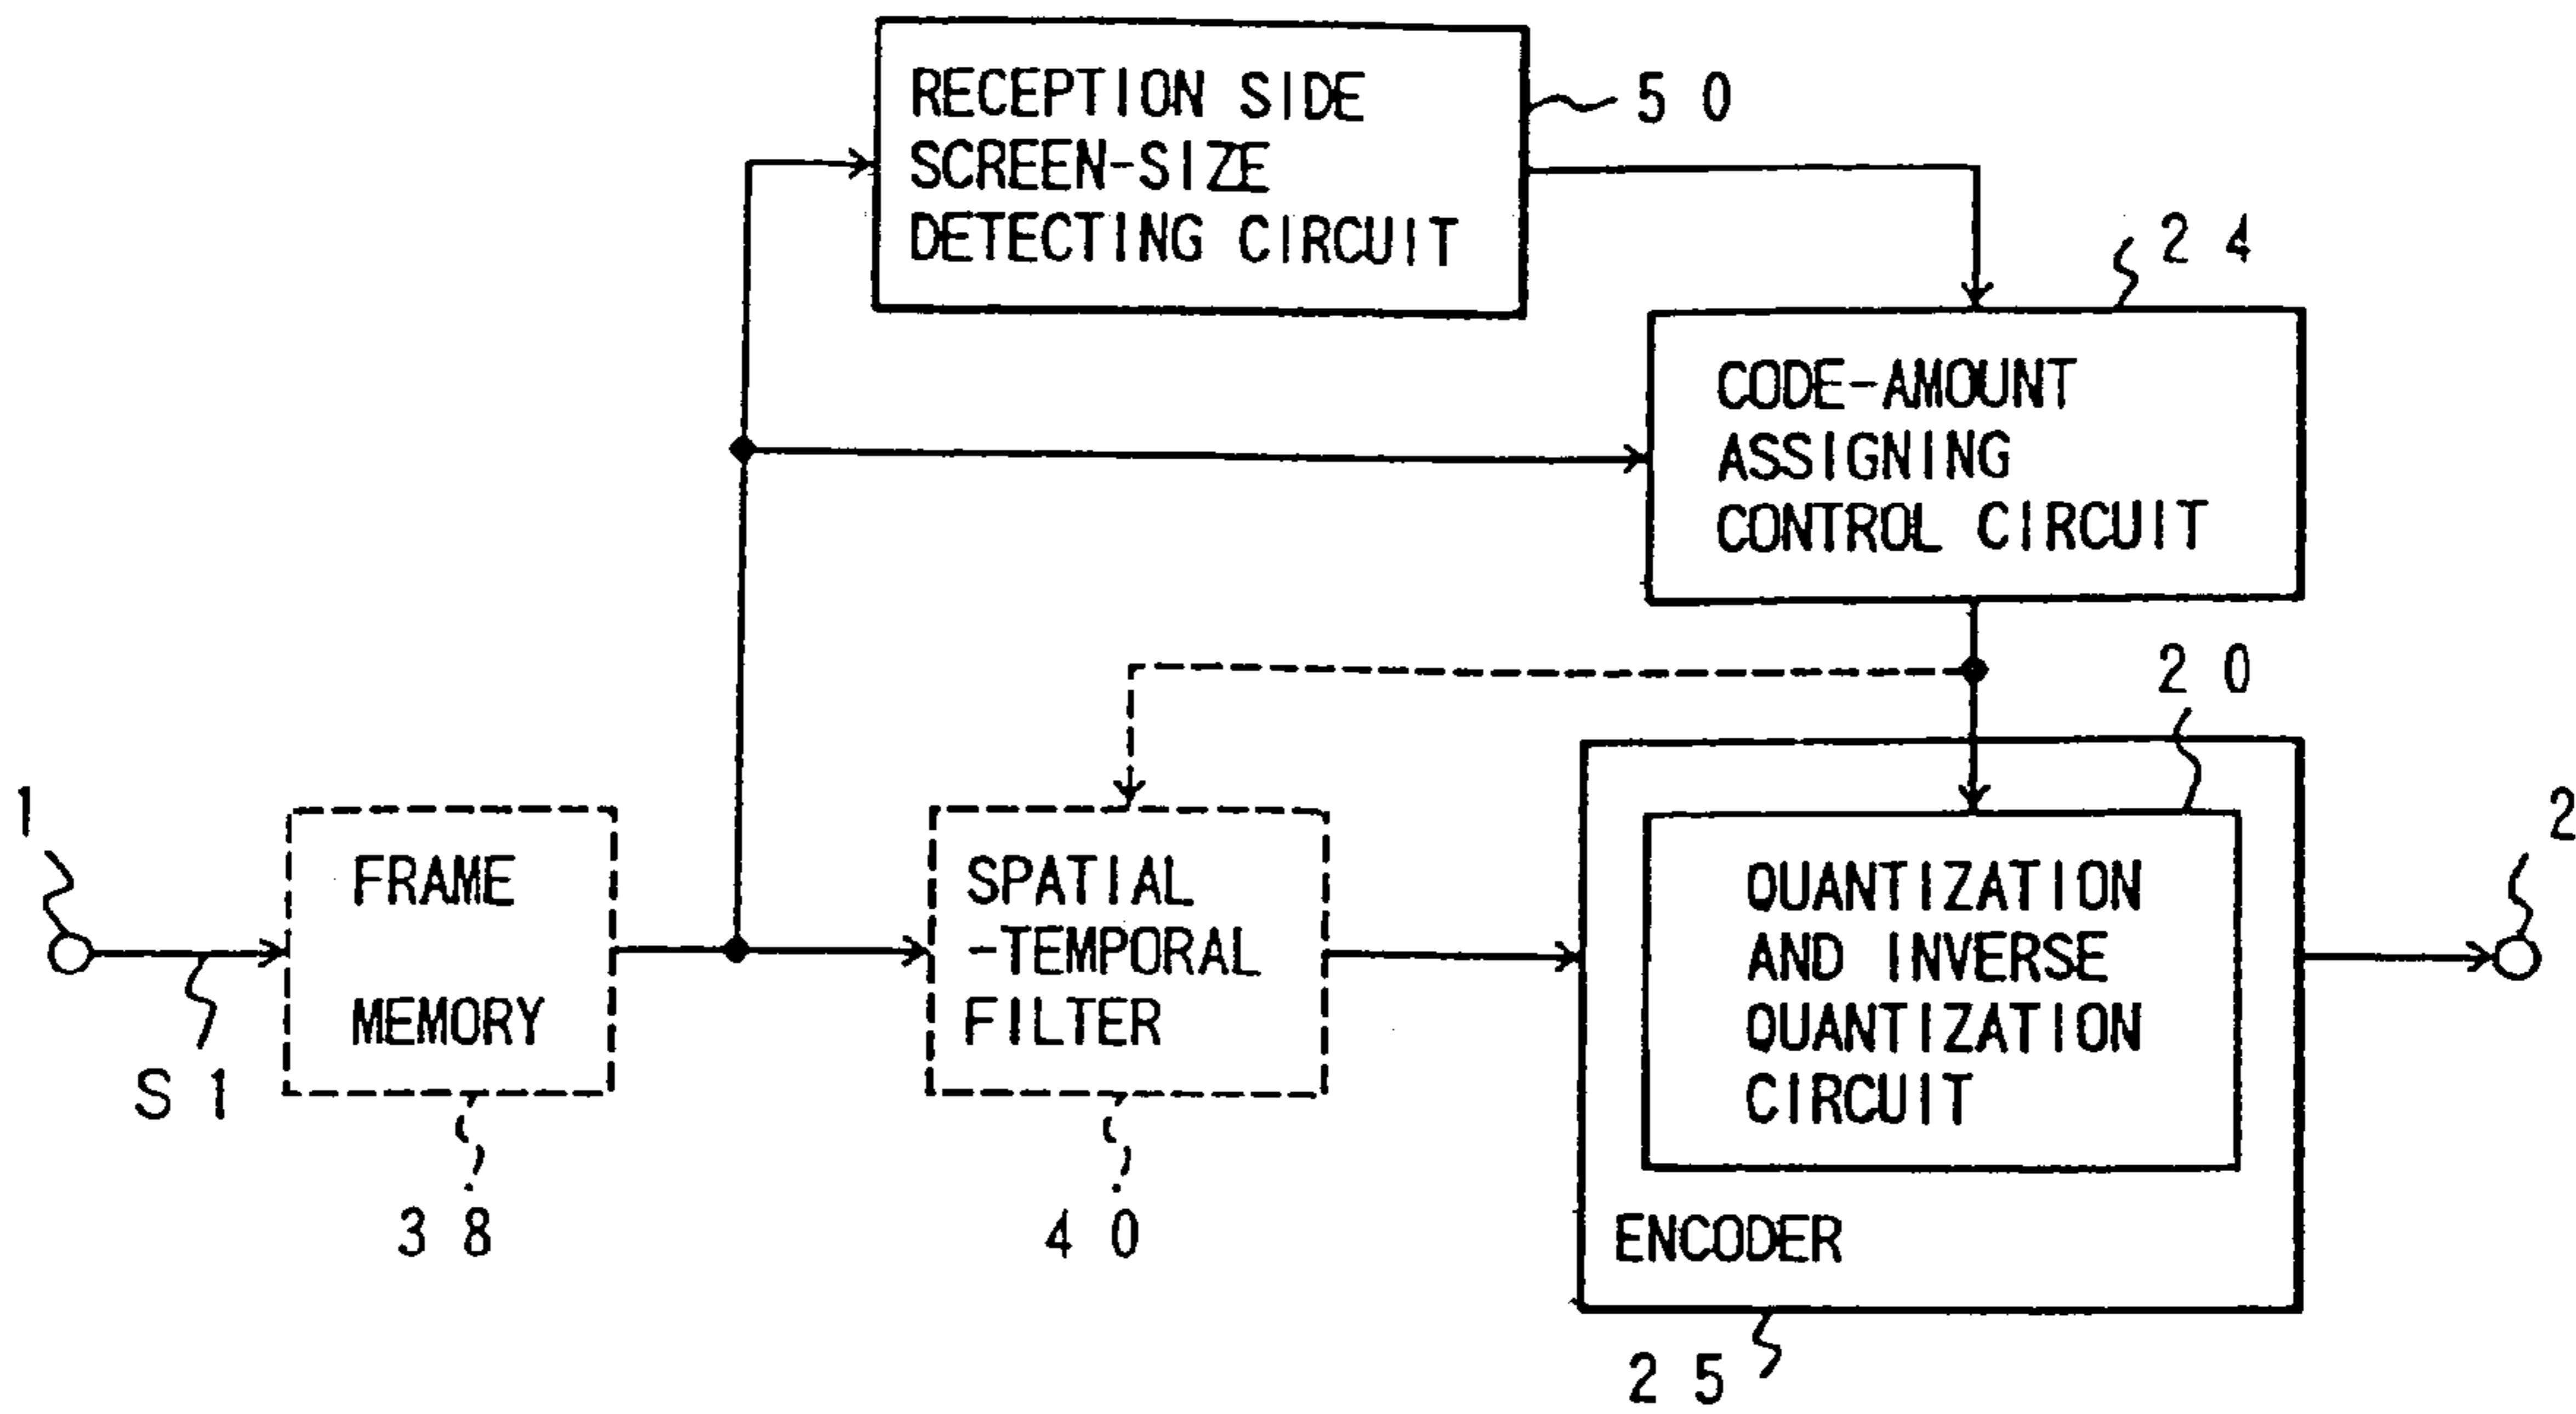 RECEPTION SIDE
SCREEN-SIZE
DETECTING CIRCUIT
50
24
CODE-AMOUNT
ASSIGNING
CONTROL CIRCUIT
20
1
S1
FRAME
MEMORY
38
SPATIAL
-TEMPORAL
FILTER
40
QUANTIZATION
AND INVERSE
QUANTIZATION
CIRCUIT
ENCODER
25
2